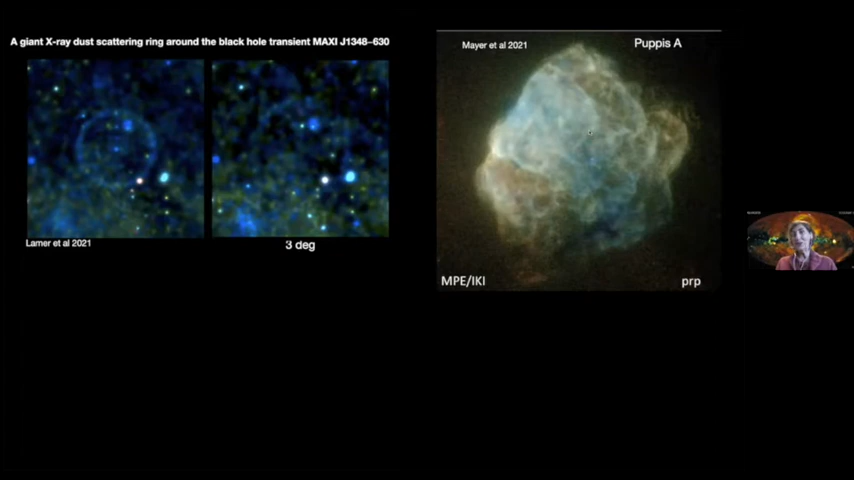 A giant X-ray dust scattering ring around the black hole transient MAXI J1348–630
Lamer et al 2021
3 deg
Mayer et al 2021
Puppis A
MPE/IKI
prp